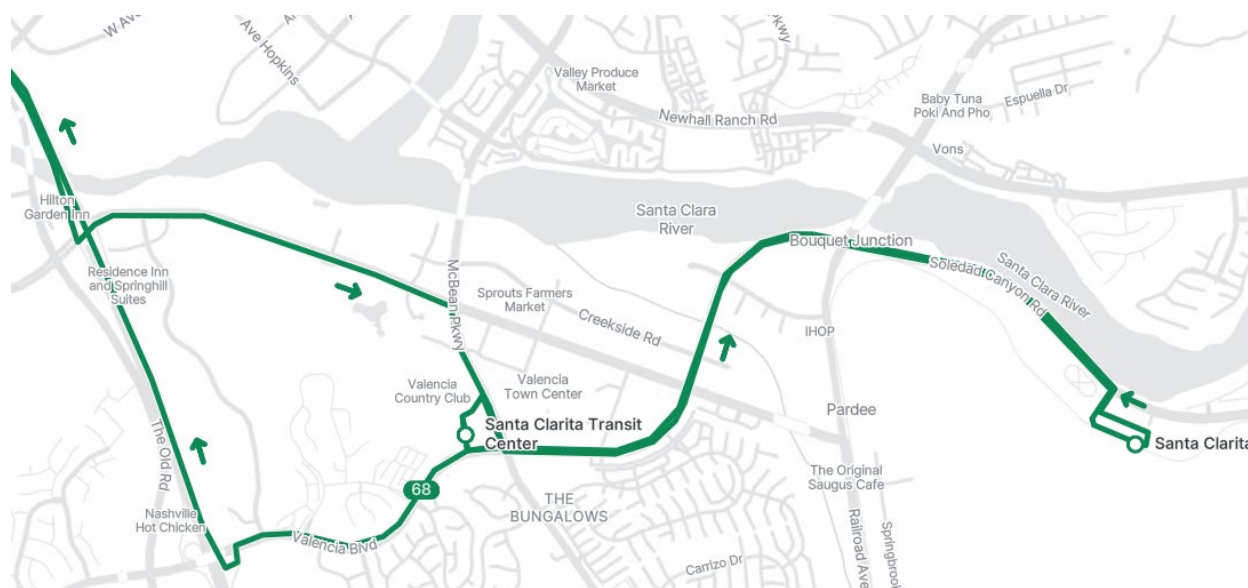 W Ave
Ave Hopkins
Pkwy
Valley Produce
Market
Newhall Ranch Rd
Baby Tuna
Poki And Pho
Espuella Dr
Vons
Hilton
Garden Inn
Santa Clara
River
Bouquet Junction
Soledad Canyon Rd
Santa Clara River
Residence Inn
and Springhill
Suites
McBean Pkwy
Sprouts Farmers
Market
Creekside Rd
IHOP
Valencia
Country Club
Valencia
Town Center
Pardee
Santa Clarita Transit
Center
Santa Clarita
The Old Rd
68
The Original
Saugus Cafe
THE
BUNGALOWS
Nashville
Hot Chicken
Valencia Blvd
Carrizo Dr
Railroad Ave
Springbrook